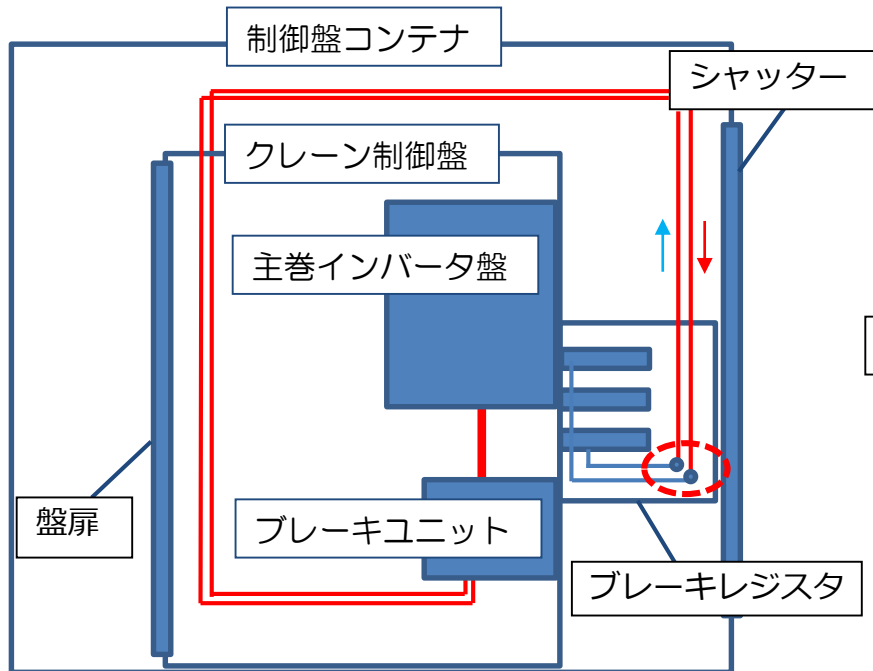 制御盤コンテナ
シャッター
クレーン制御盤
主巻インバータ盤
盤扉
ブレーキユニット
ブレーキレジスタ